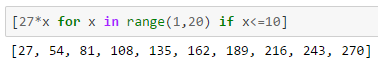 [27*x for x in range(1,20) if x<=10]
[27, 54, 81, 108, 135, 162, 189, 216, 243, 270]